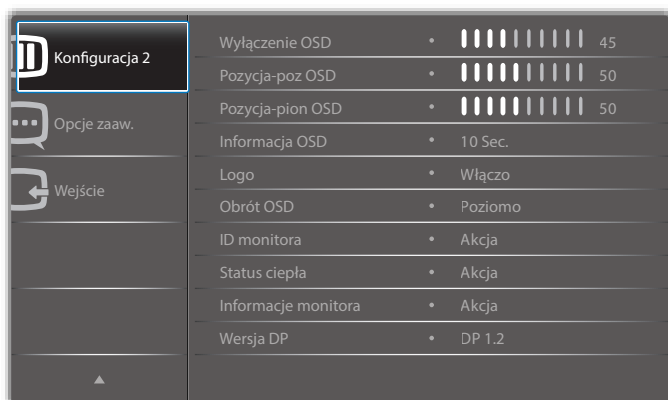 Konfiguracja 2
Opcje zaaw.
Wejście
Wyłączenie OSD • 45
Pozycja-poz OSD • 50
Pozycja-pion OSD • 50
Informacja OSD • 10 Sec.
Logo • Włączo
Obrót OSD • Poziomo
ID monitora • Akcja
Status ciepła • Akcja
Informacje monitora • Akcja
Wersja DP • DP 1.2